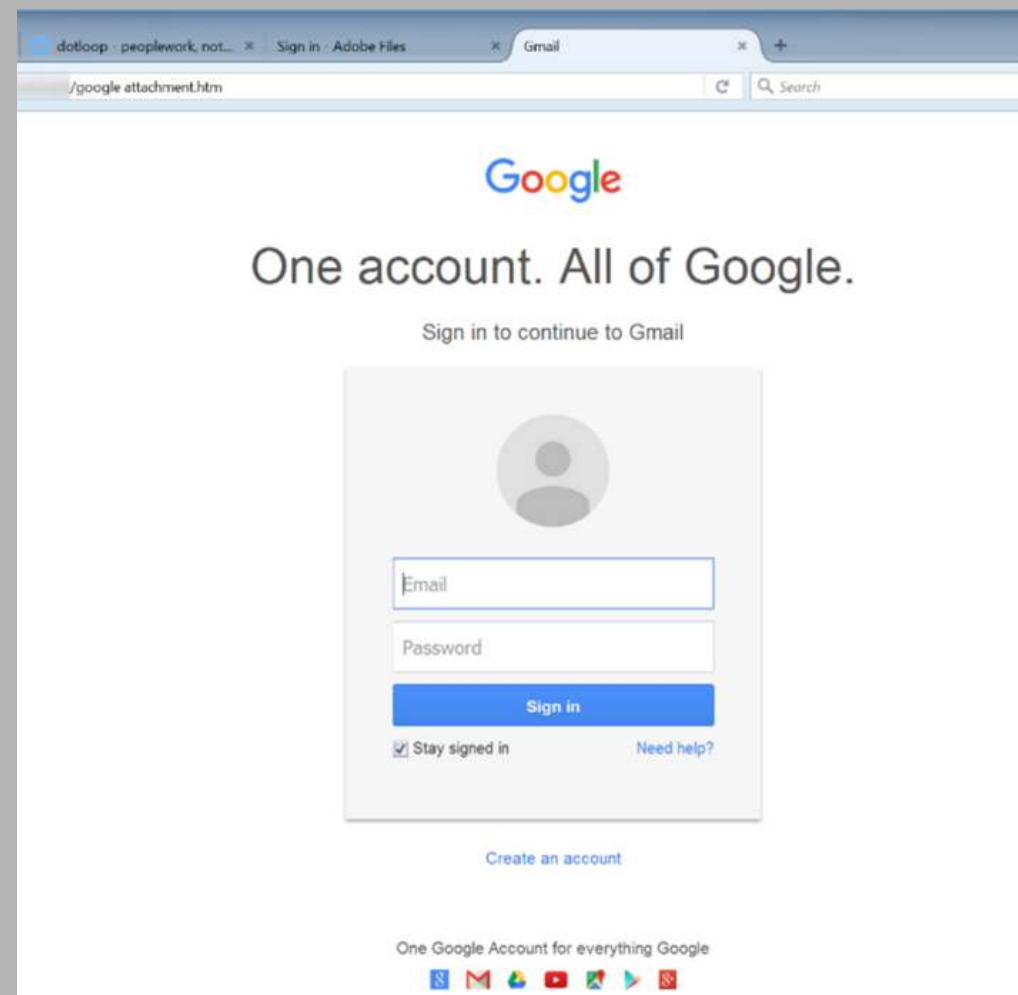 dotloop - peoplework, not... × Sign in - Adobe Files × Gmail × +
/google attachment.htm Search
Google
One account. All of Google.
Sign in to continue to Gmail
Email
Password
Sign in
Stay signed in Need help?
Create an account
One Google Account for everything Google